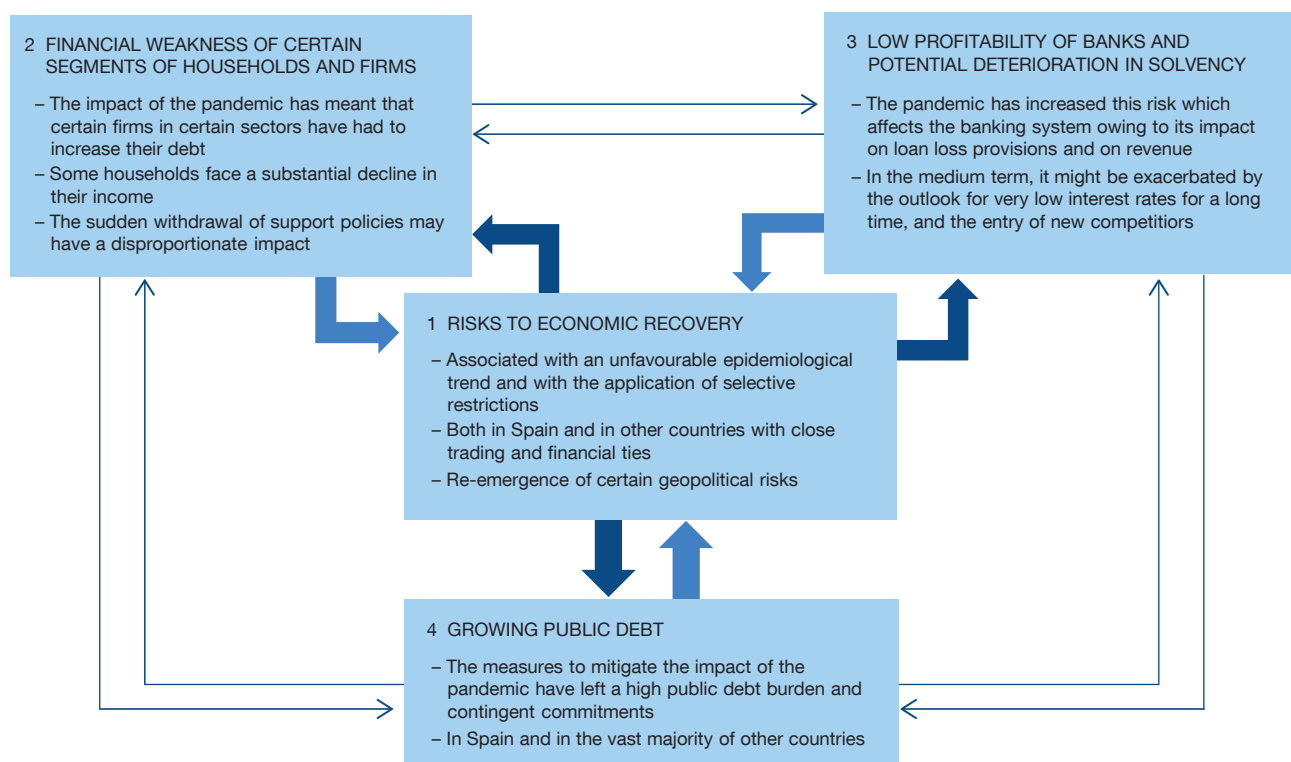 2 FINANCIAL WEAKNESS OF CERTAIN
SEGMENTS OF HOUSEHOLDS AND FIRMS
– The impact of the pandemic has meant that
certain firms in certain sectors have had to
increase their debt
– Some households face a substantial decline in
their income
– The sudden withdrawal of support policies may
have a disproportionate impact
3 LOW PROFITABILITY OF BANKS AND
POTENTIAL DETERIORATION IN SOLVENCY
– The pandemic has increased this risk which
affects the banking system owing to its impact
on loan loss provisions and on revenue
– In the medium term, it might be exacerbated by
the outlook for very low interest rates for a long
time, and the entry of new competitiors
1 RISKS TO ECONOMIC RECOVERY
– Associated with an unfavourable epidemiological
trend and with the application of selective
restrictions
– Both in Spain and in other countries with close
trading and financial ties
– Re-emergence of certain geopolitical risks
4 GROWING PUBLIC DEBT
– The measures to mitigate the impact of the
pandemic have left a high public debt burden and
contingent commitments
– In Spain and in the vast majority of other countries